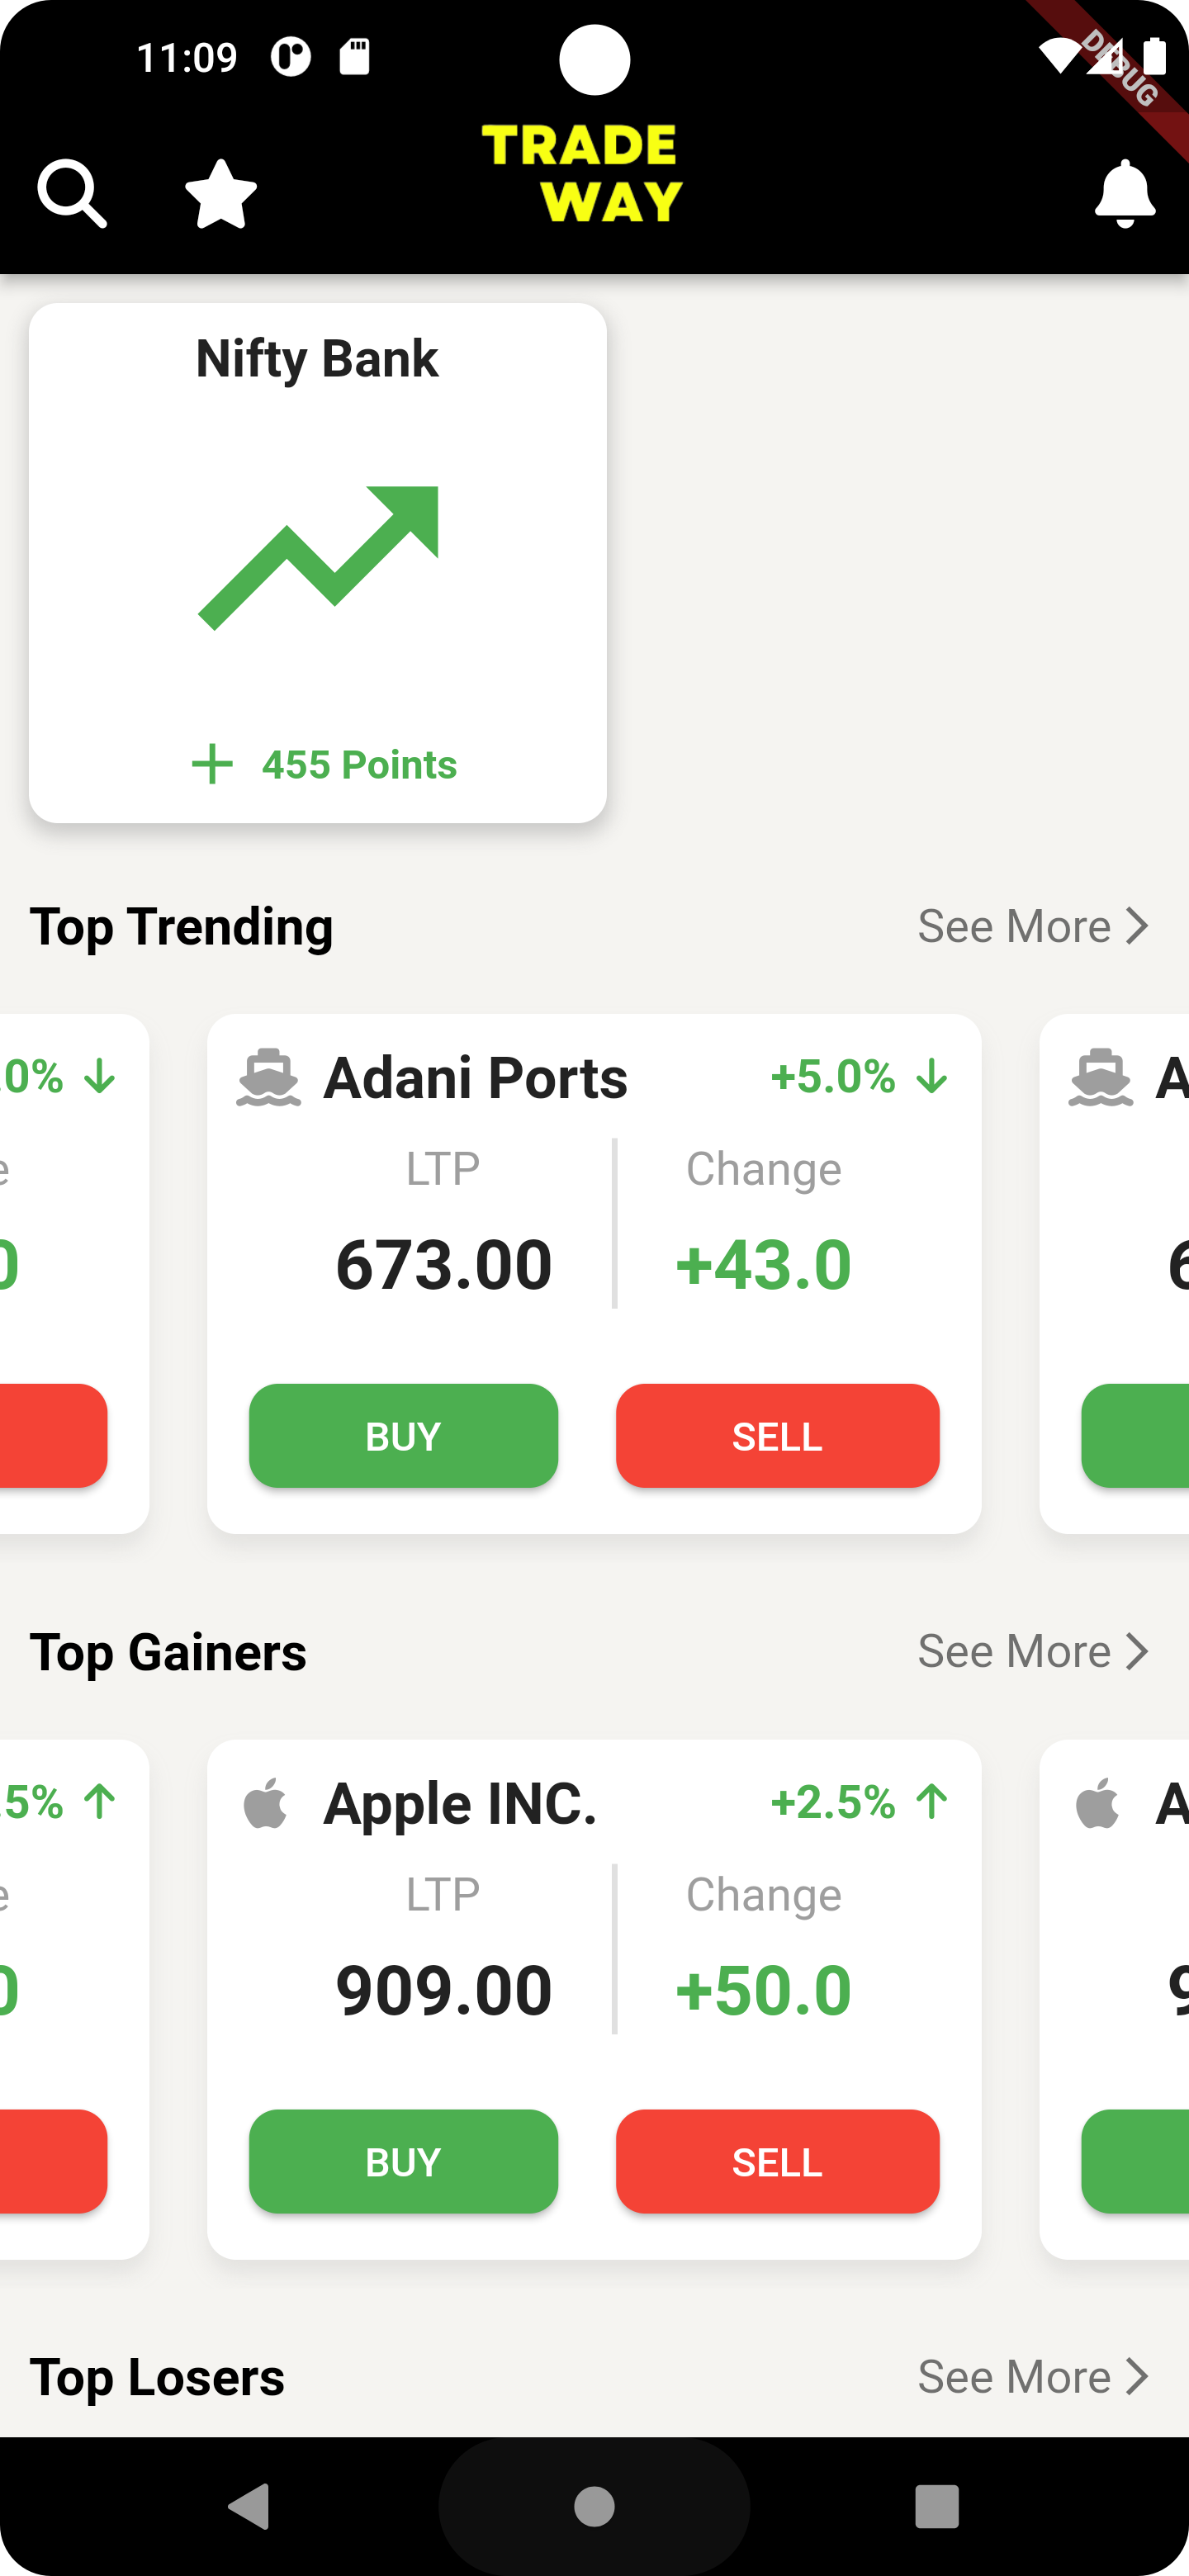 11:09
DEBUG
TRADE
WAY
Nifty Bank
455 Points
Top Trending See More
.0% Adani Ports +5.0% A
e LTP Change
0 673.00 +43.0 6
BUY SELL
Top Gainers See More
.5% Apple INC. +2.5% A
e LTP Change
0 909.00 +50.0 9
BUY SELL
Top Losers See More